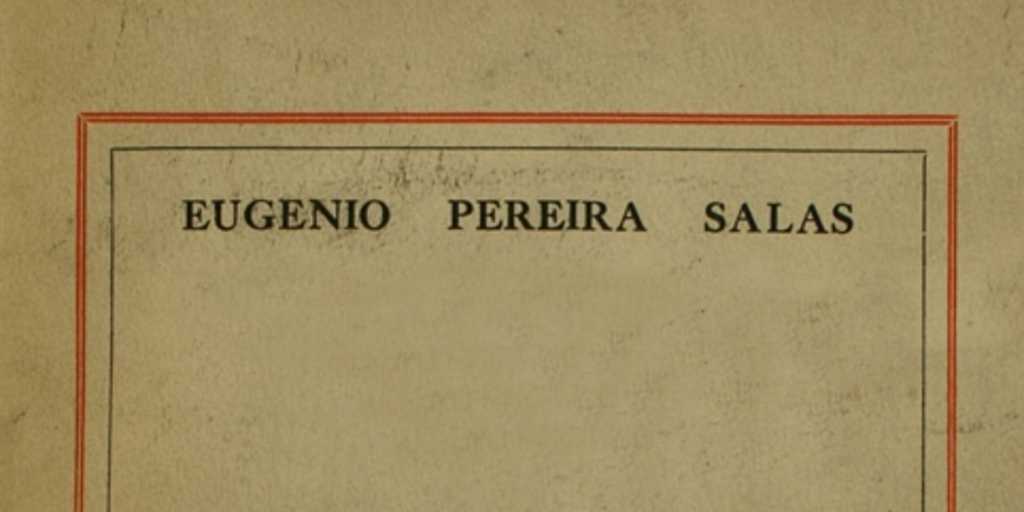 EUGENIO PEREIRA SALAS